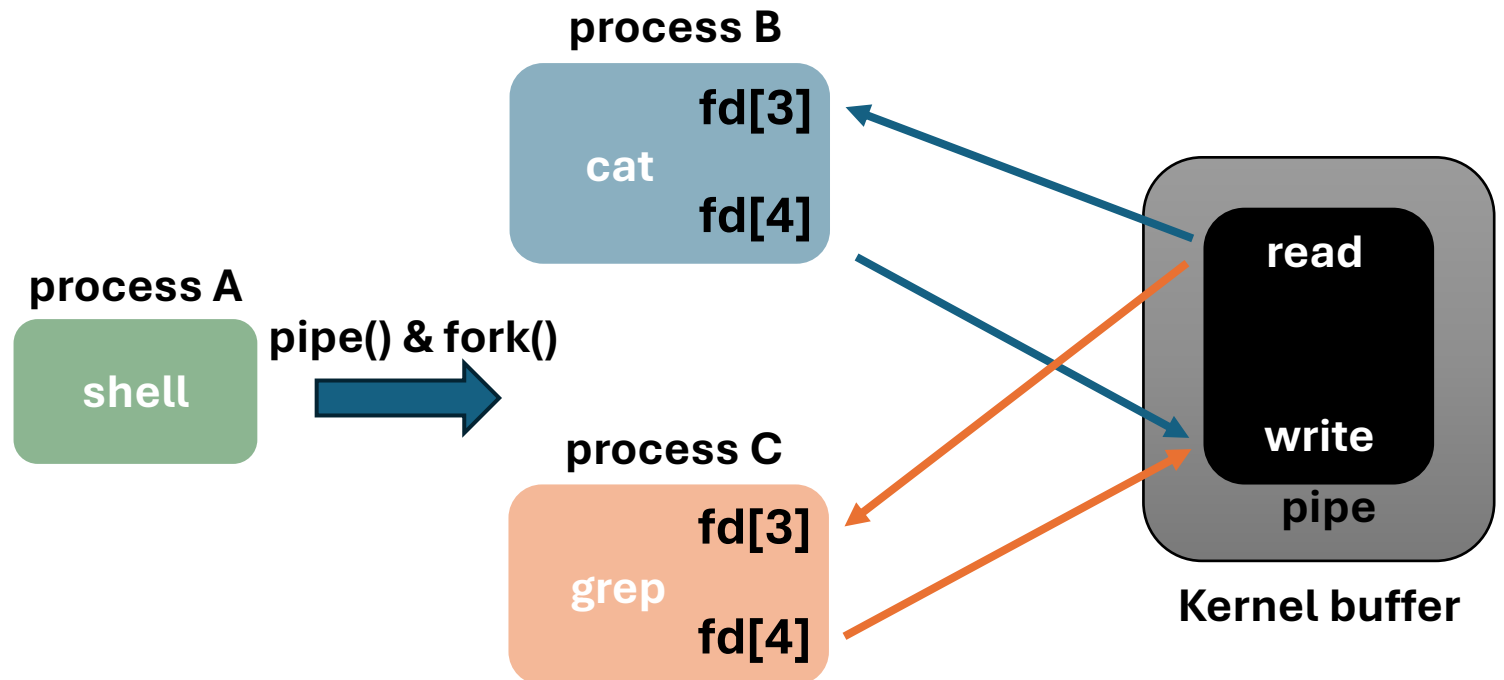 process B
fd[3]
cat
fd[4]
process A
pipe() & fork()
shell
process C
fd[3]
grep
fd[4]
read
write
pipe
Kernel buffer